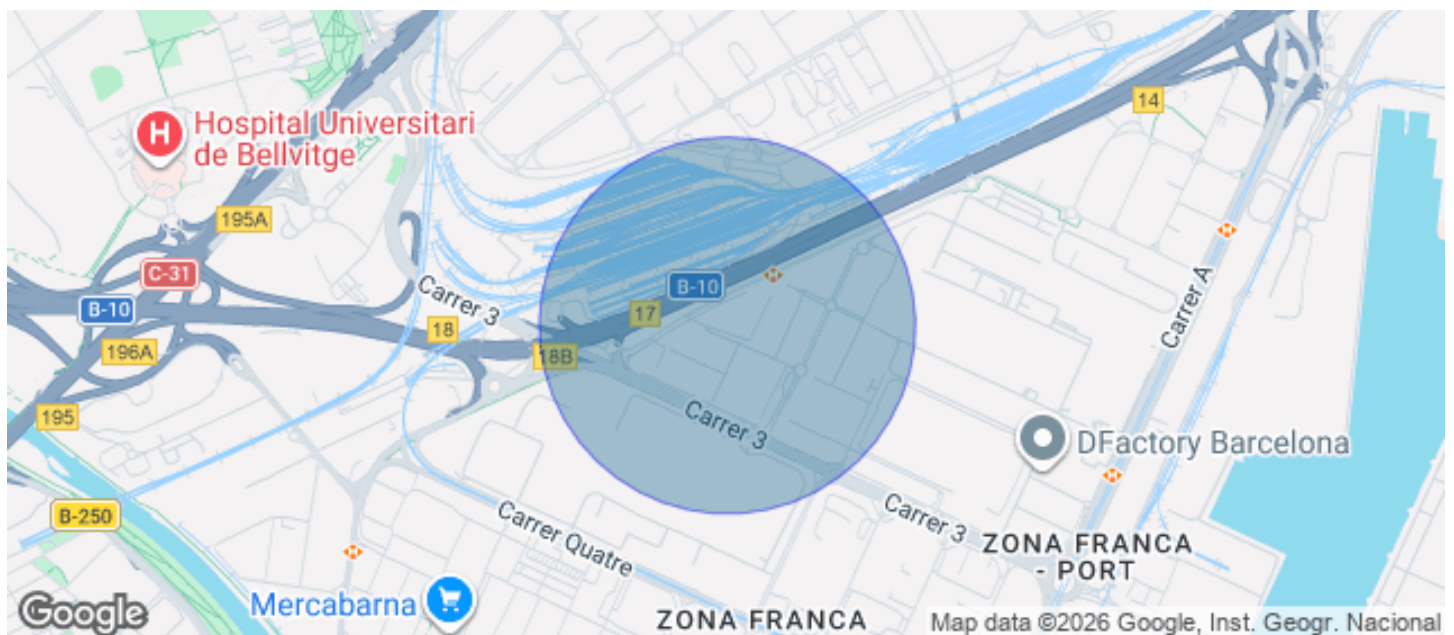 14
Hospital Universitari
de Bellvitge
H
195A
C-31
B-10
Carrer 3
B-10
17
18
18B
196A
195
Carrer A
Carrer 3
DFactory Barcelona
B-250
Carrer Quatre
Carrer 3
ZONA FRANCA
- PORT
Mercabarna
ZONA FRANCA
Google
Map data ©2026 Google, Inst. Geogr. Nacional